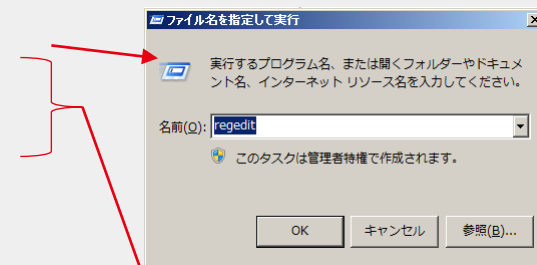 ファイル名を指定して実行
実行するプログラム名、または開くフォルダーやドキュメ
ント名、インターネット リソース名を入力してください。
名前(O): regedit
このタスクは管理者特権で作成されます。
OK キャンセル 参照(B)...